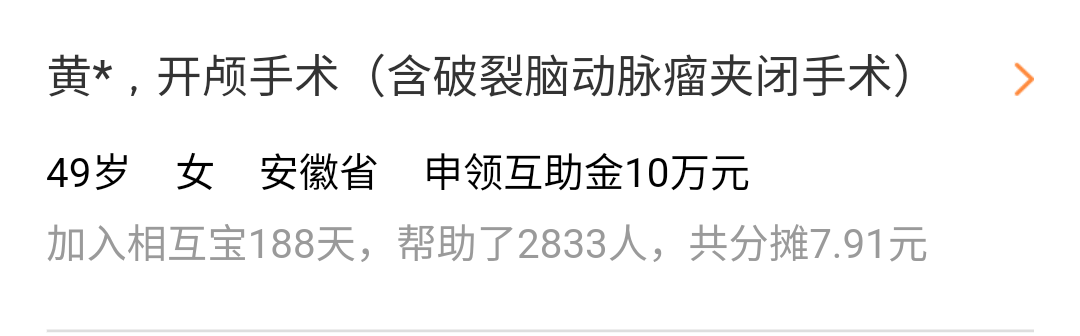 黄*，开颅手术（含破裂脑动脉瘤夹闭手术）
49岁 女 安徽省 申领互助金10万元
加入相互宝188天，帮助了2833人，共分摊7.91元